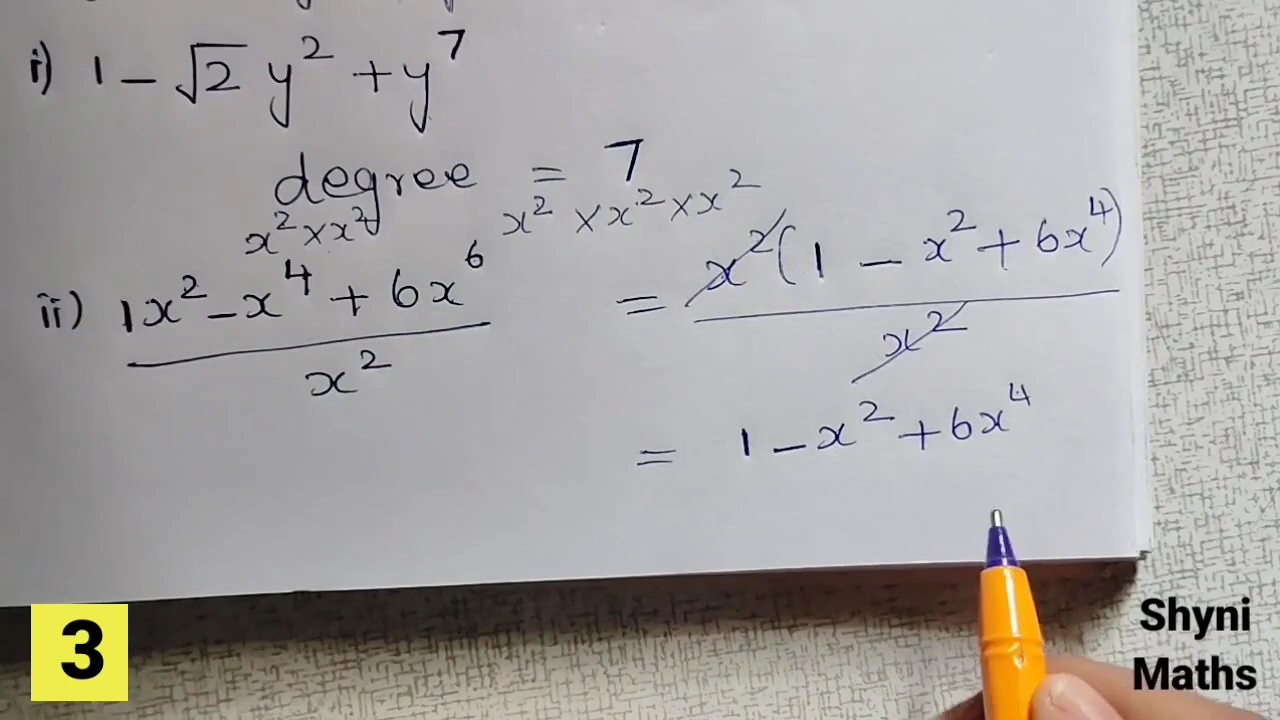 i) 1 - √2 y² + y⁷
degree = 7
x² × x²   x² × x² × x²
ii) 1x² - x⁴ + 6x⁶ / x² = x²(1 - x² + 6x⁴) / x²
= 1 - x² + 6x⁴
3
Shyni
Maths